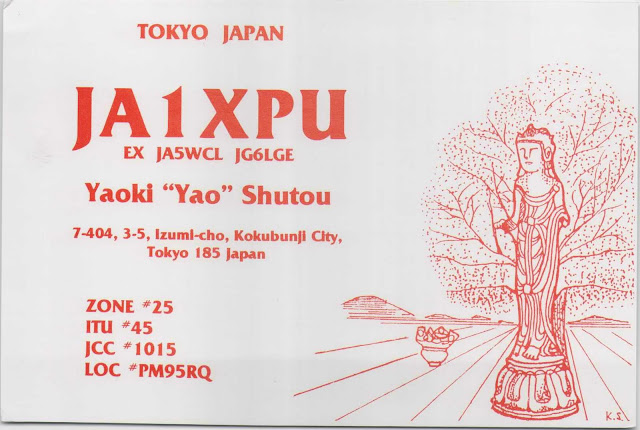 TOKYO JAPAN
JA1XPU
EX JA5WCL JG6LGE
Yaoki “Yao” Shutou
7-404, 3-5, Izumi-cho, Kokubunji City,
Tokyo 185 Japan
ZONE #25
ITU #45
JCC #1015
LOC #PM95RQ
K.S.